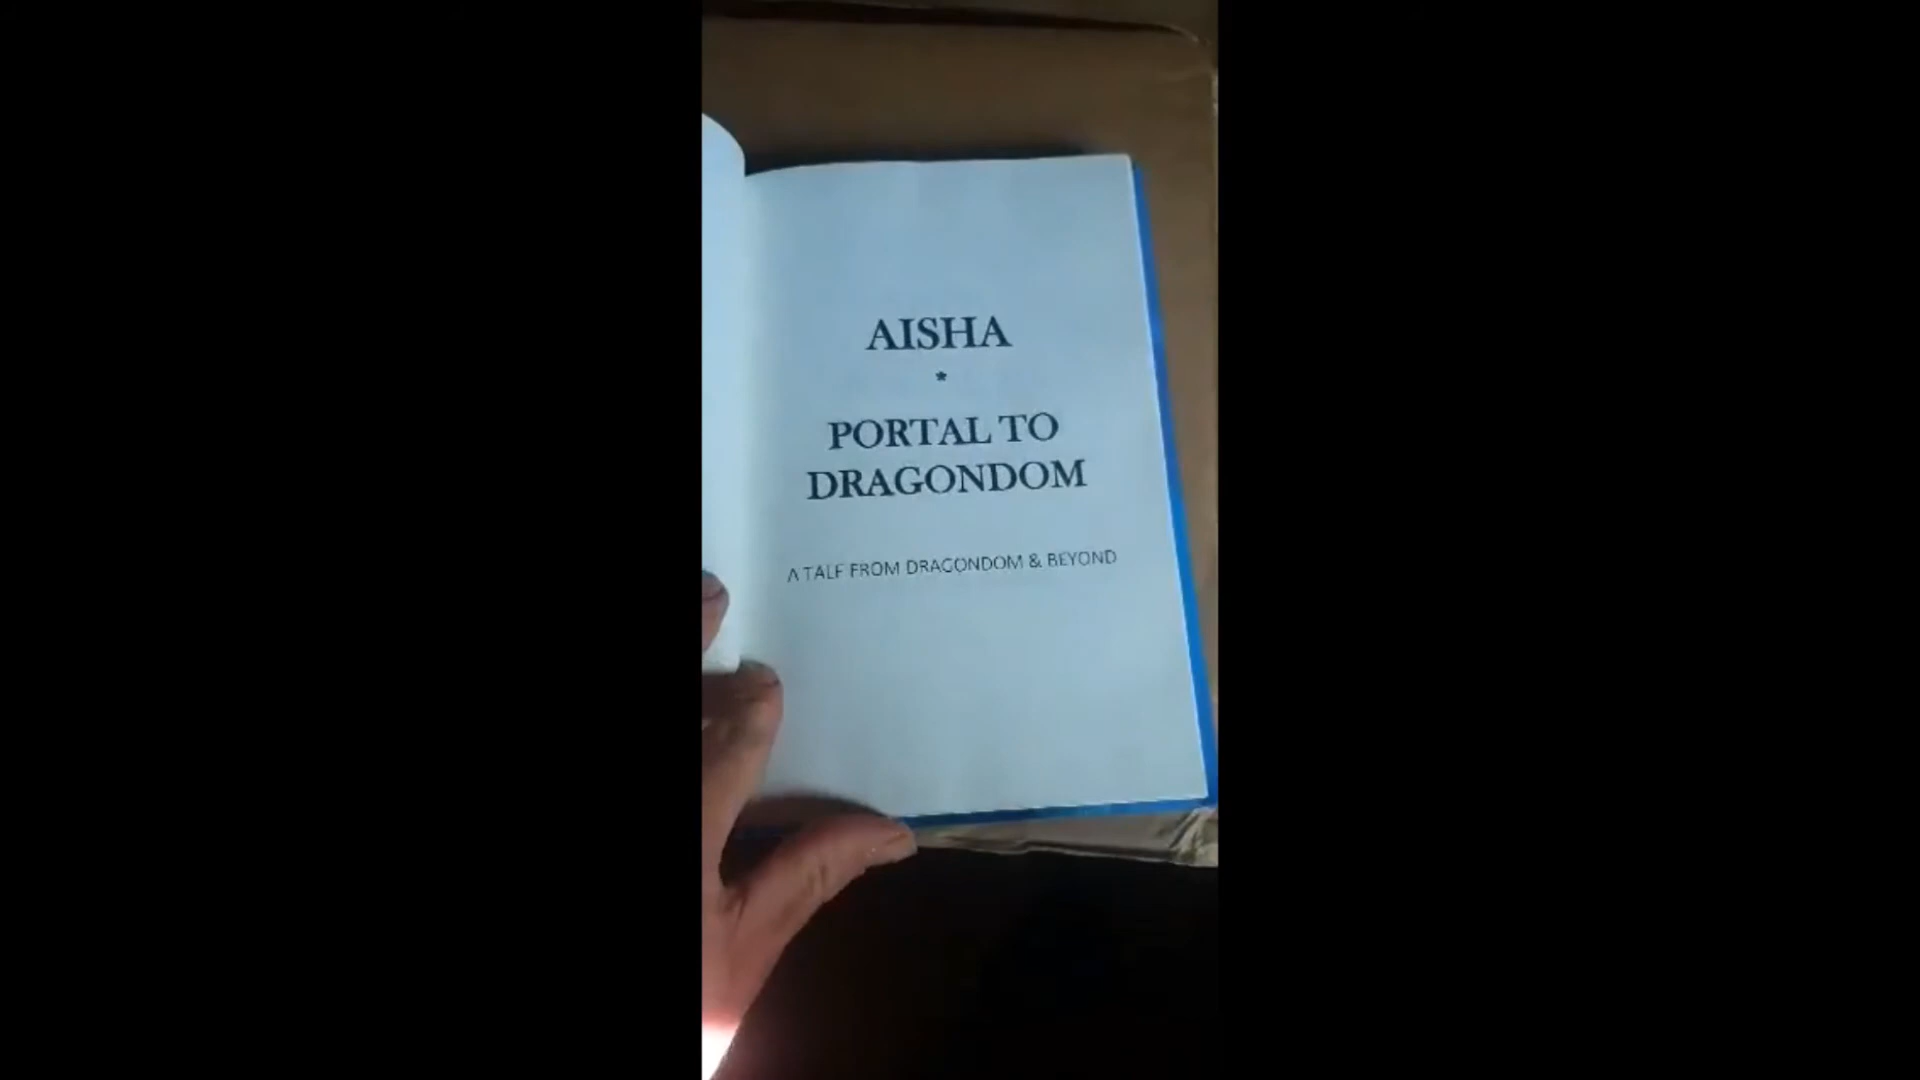 AISHA
*
PORTAL TO
DRAGONDOM
A TALE FROM DRAGONDOM & BEYOND